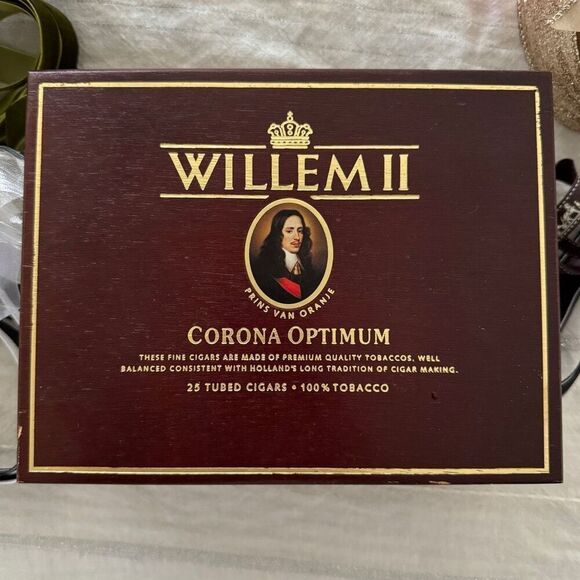 WILLEM II
PRINS VAN ORANJE
CORONA OPTIMUM
THESE FINE CIGARS ARE MADE OF PREMIUM QUALITY TOBACCOS. WELL
BALANCED CONSISTENT WITH HOLLAND'S LONG TRADITION OF CIGAR MAKING.
25 TUBED CIGARS • 100% TOBACCO